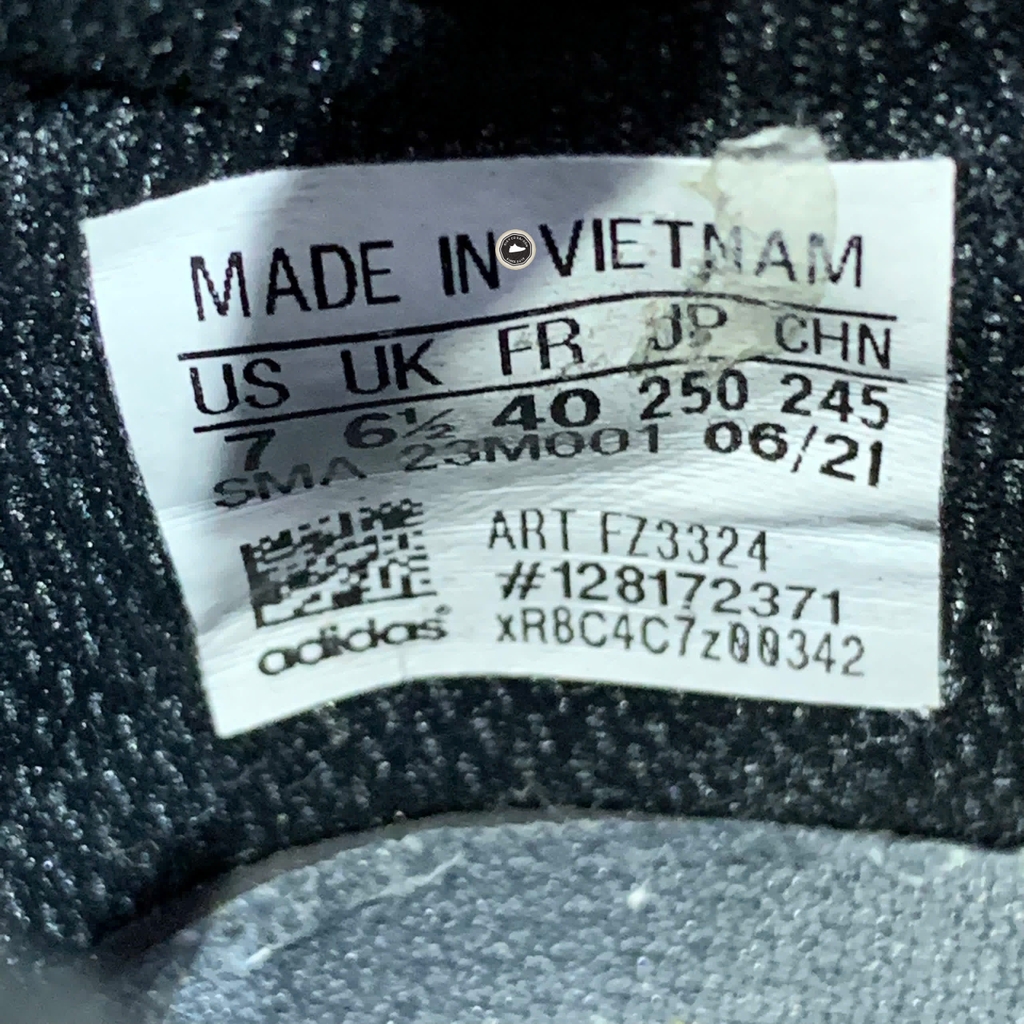 MADE IN VIETNAM
US UK FR JP CHN
7 6½ 40 250 245
SMA 23M001 06/21
ART FZ3324
#128172371
xR8C4C7z00342
adidas